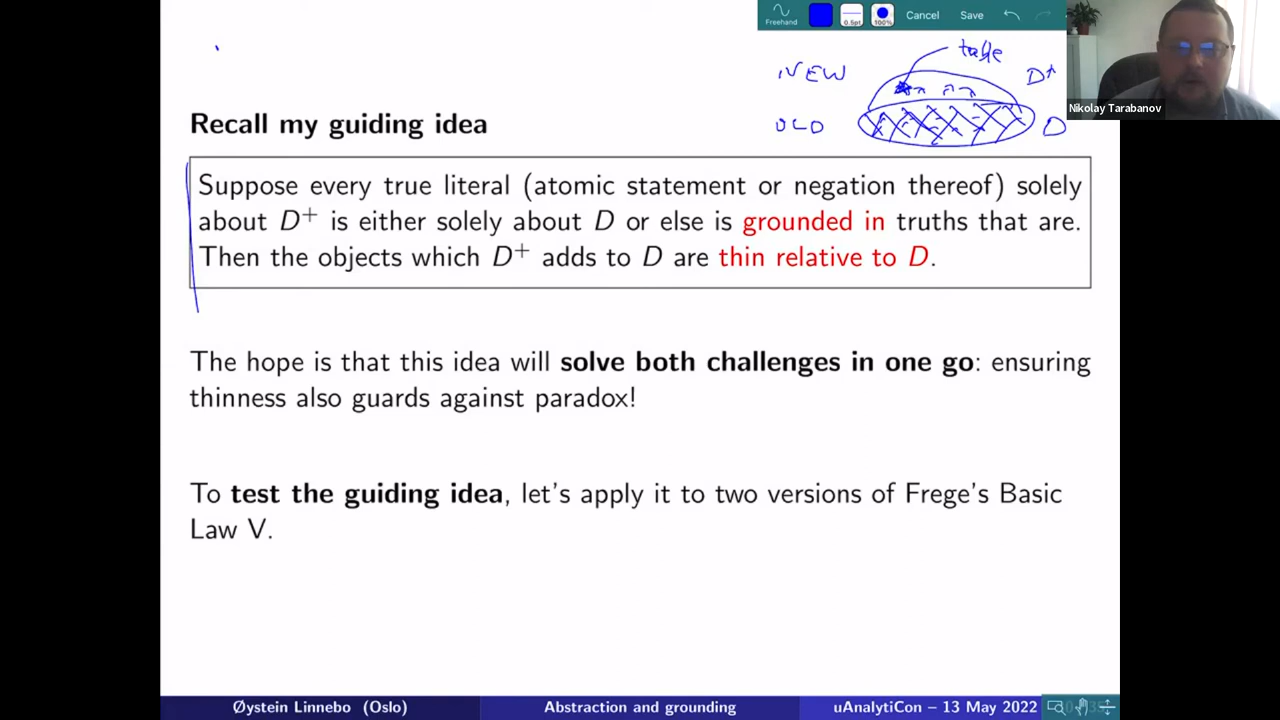 Freehand
0.5pt
100%
Cancel
Save
table
NEW
D+
Nikolay Tarabanov
OLD
D
Recall my guiding idea
Suppose every true literal (atomic statement or negation thereof) solely
about D⁺ is either solely about D or else is grounded in truths that are.
Then the objects which D⁺ adds to D are thin relative to D.
The hope is that this idea will solve both challenges in one go: ensuring
thinness also guards against paradox!
To test the guiding idea, let's apply it to two versions of Frege's Basic
Law V.
Øystein Linnebo (Oslo)
Abstraction and grounding
uAnalytiCon – 13 May 2022